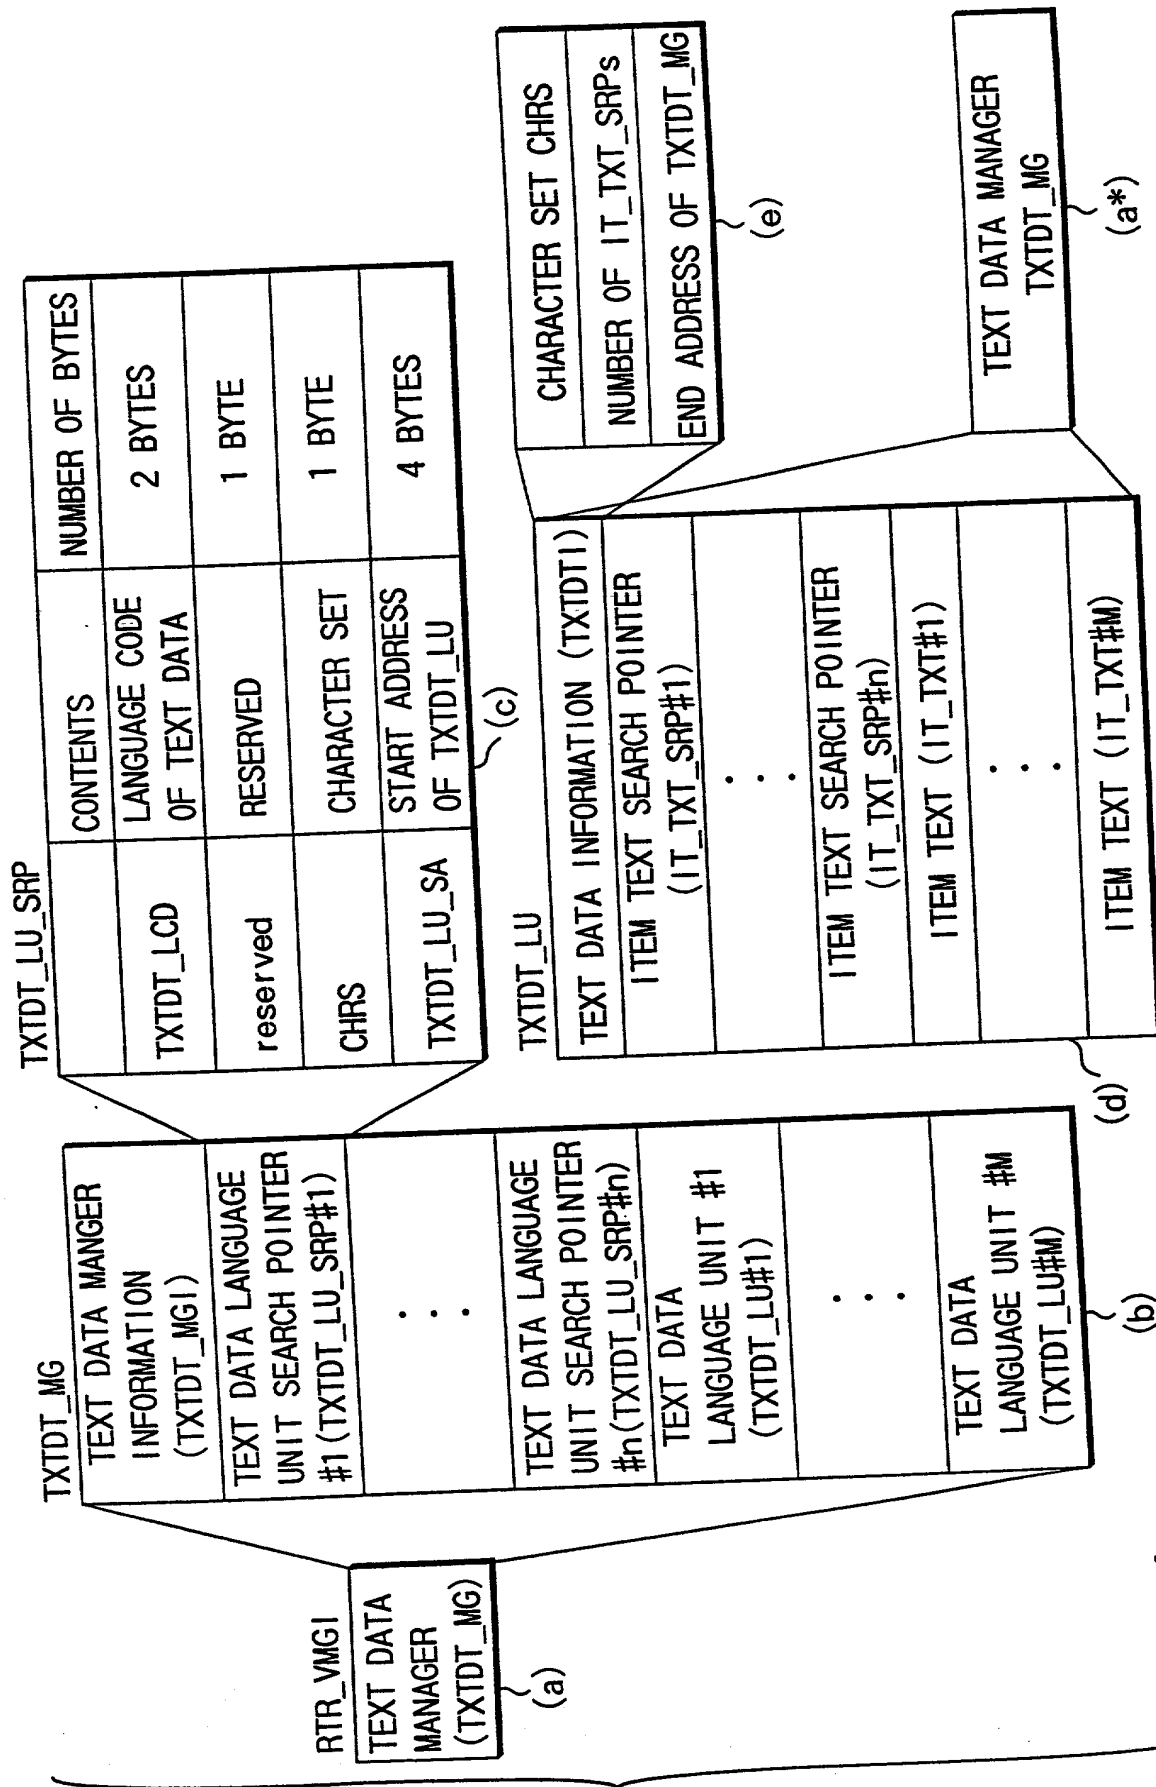 RTR_VMGI
TEXT DATA
MANAGER
(TXTDT_MG)
(a)
TXTDT_MG
TEXT DATA MANGER
INFORMATION
(TXTDT_MGI)
TEXT DATA LANGUAGE
UNIT SEARCH POINTER
#1(TXTDT_LU_SRP#1)
. . .
TEXT DATA LANGUAGE
UNIT SEARCH POINTER
#n(TXTDT_LU_SRP#n)
TEXT DATA
LANGUAGE UNIT #1
(TXTDT_LU#1)
. . .
TEXT DATA
LANGUAGE UNIT #M
(TXTDT_LU#M)
(b)
TXTDT_LU_SRP
CONTENTS NUMBER OF BYTES
TXTDT_LCD LANGUAGE CODE 2 BYTES
OF TEXT DATA
reserved RESERVED 1 BYTE
CHRS CHARACTER SET 1 BYTE
TXTDT_LU_SA START ADDRESS 4 BYTES
OF TXTDT_LU
(c)
TXTDT_LU
TEXT DATA INFORMATION (TXTDTI)
ITEM TEXT SEARCH POINTER
(IT_TXT_SRP#1)
. . .
ITEM TEXT SEARCH POINTER
(IT_TXT_SRP#n)
ITEM TEXT (IT_TXT#1)
. . .
ITEM TEXT (IT_TXT#M)
(d)
CHARACTER SET CHRS
NUMBER OF IT_TXT_SRPs
END ADDRESS OF TXTDT_MG
(e)
TEXT DATA MANAGER
TXTDT_MG
(a*)